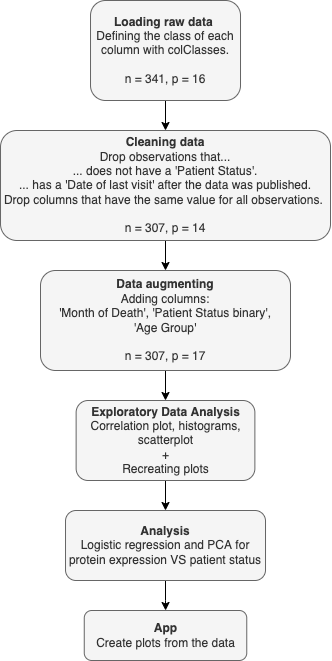 Loading raw data
Defining the class of each
column with colClasses.
n = 341, p = 16
Cleaning data
Drop observations that...
... does not have a 'Patient Status'.
... has a 'Date of last visit' after the data was published.
Drop columns that have the same value for all observations.
n = 307, p = 14
Data augmenting
Adding columns:
'Month of Death', 'Patient Status binary',
'Age Group'
n = 307, p = 17
Exploratory Data Analysis
Correlation plot, histograms,
scatterplot
+
Recreating plots
Analysis
Logistic regression and PCA for
protein expression VS patient status
App
Create plots from the data